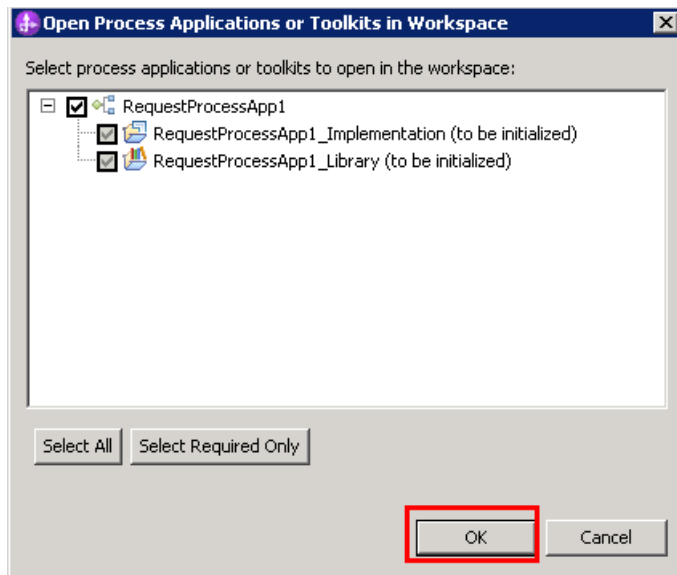 Open Process Applications or Toolkits in Workspace
Select process applications or toolkits to open in the workspace:
RequestProcessApp1
RequestProcessApp1_Implementation (to be initialized)
RequestProcessApp1_Library (to be initialized)
Select All
Select Required Only
OK
Cancel